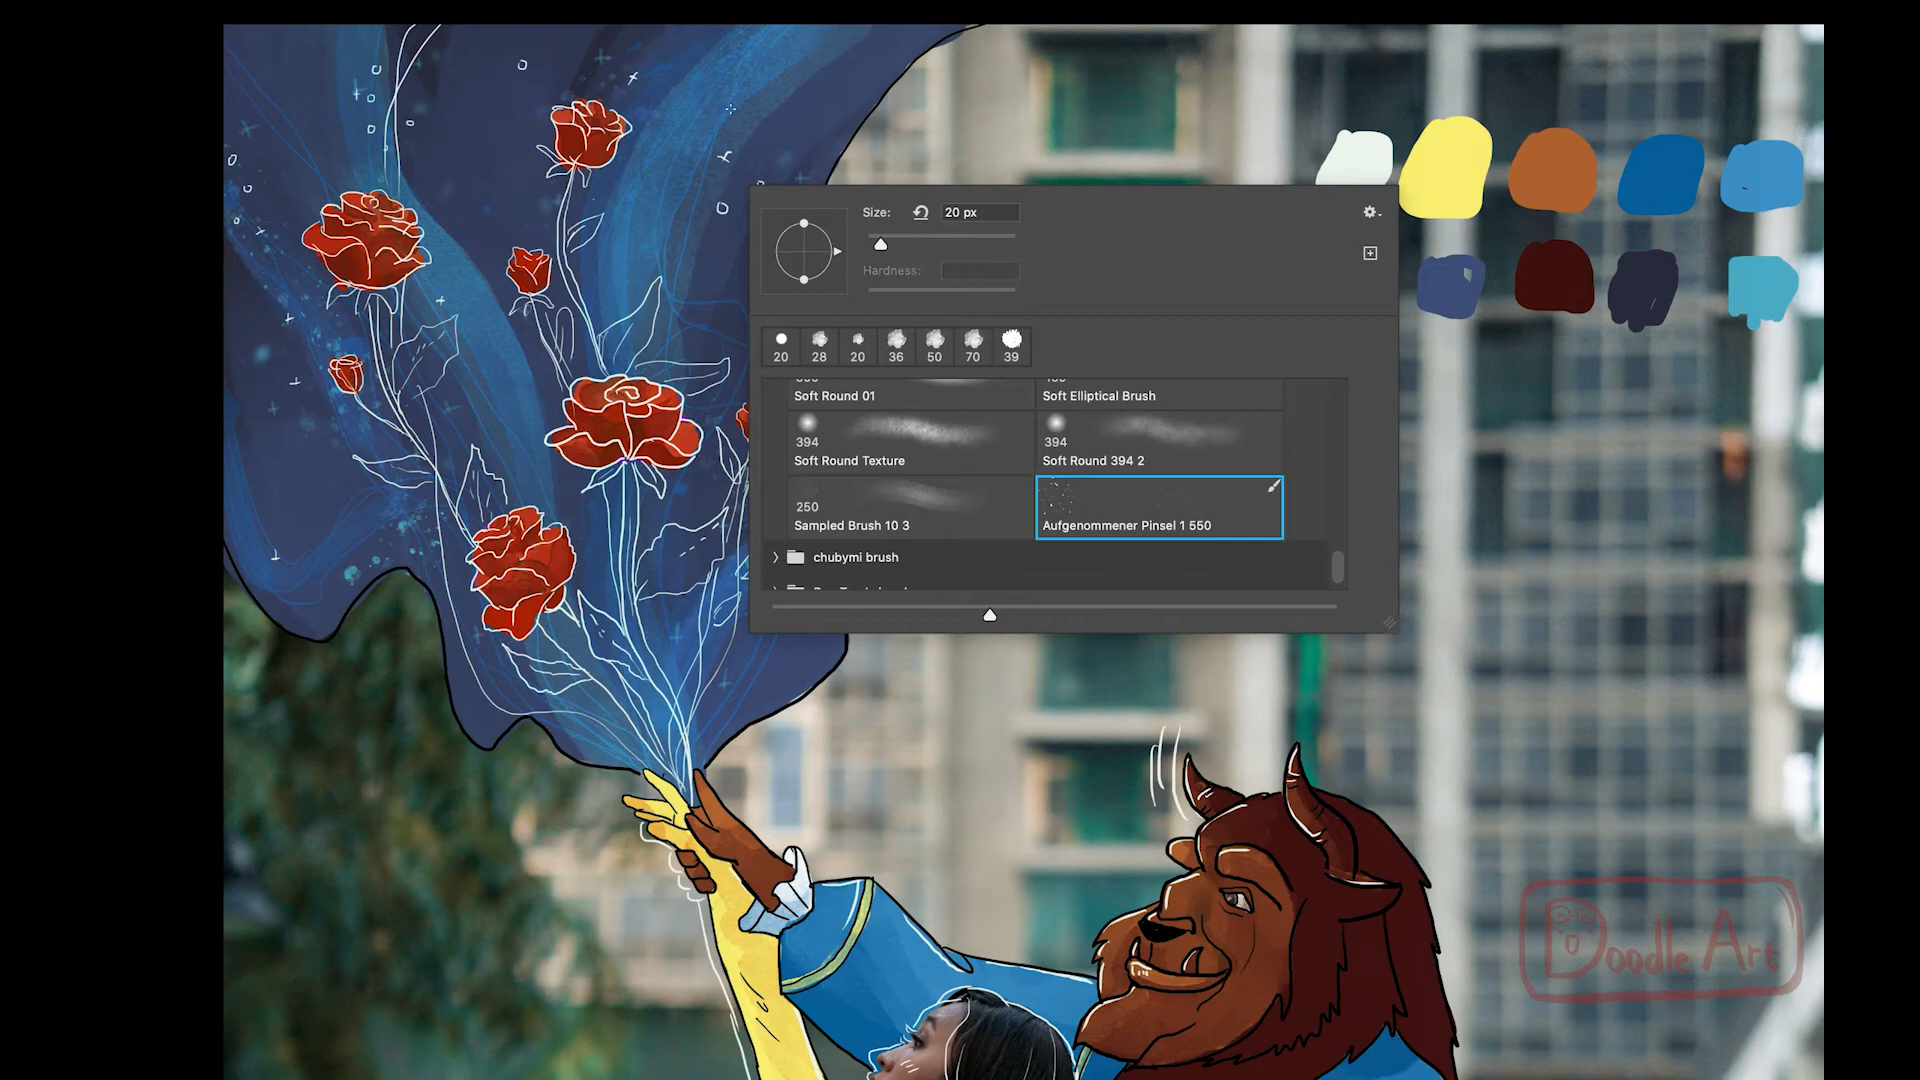 Size: 20 px
Hardness:
20 28 20 36 50 70 39
Soft Round 01
Soft Elliptical Brush
394
Soft Round Texture
394
Soft Round 394 2
250
Sampled Brush 10 3
Aufgenommener Pinsel 1 550
chubymi brush
Doodle Art